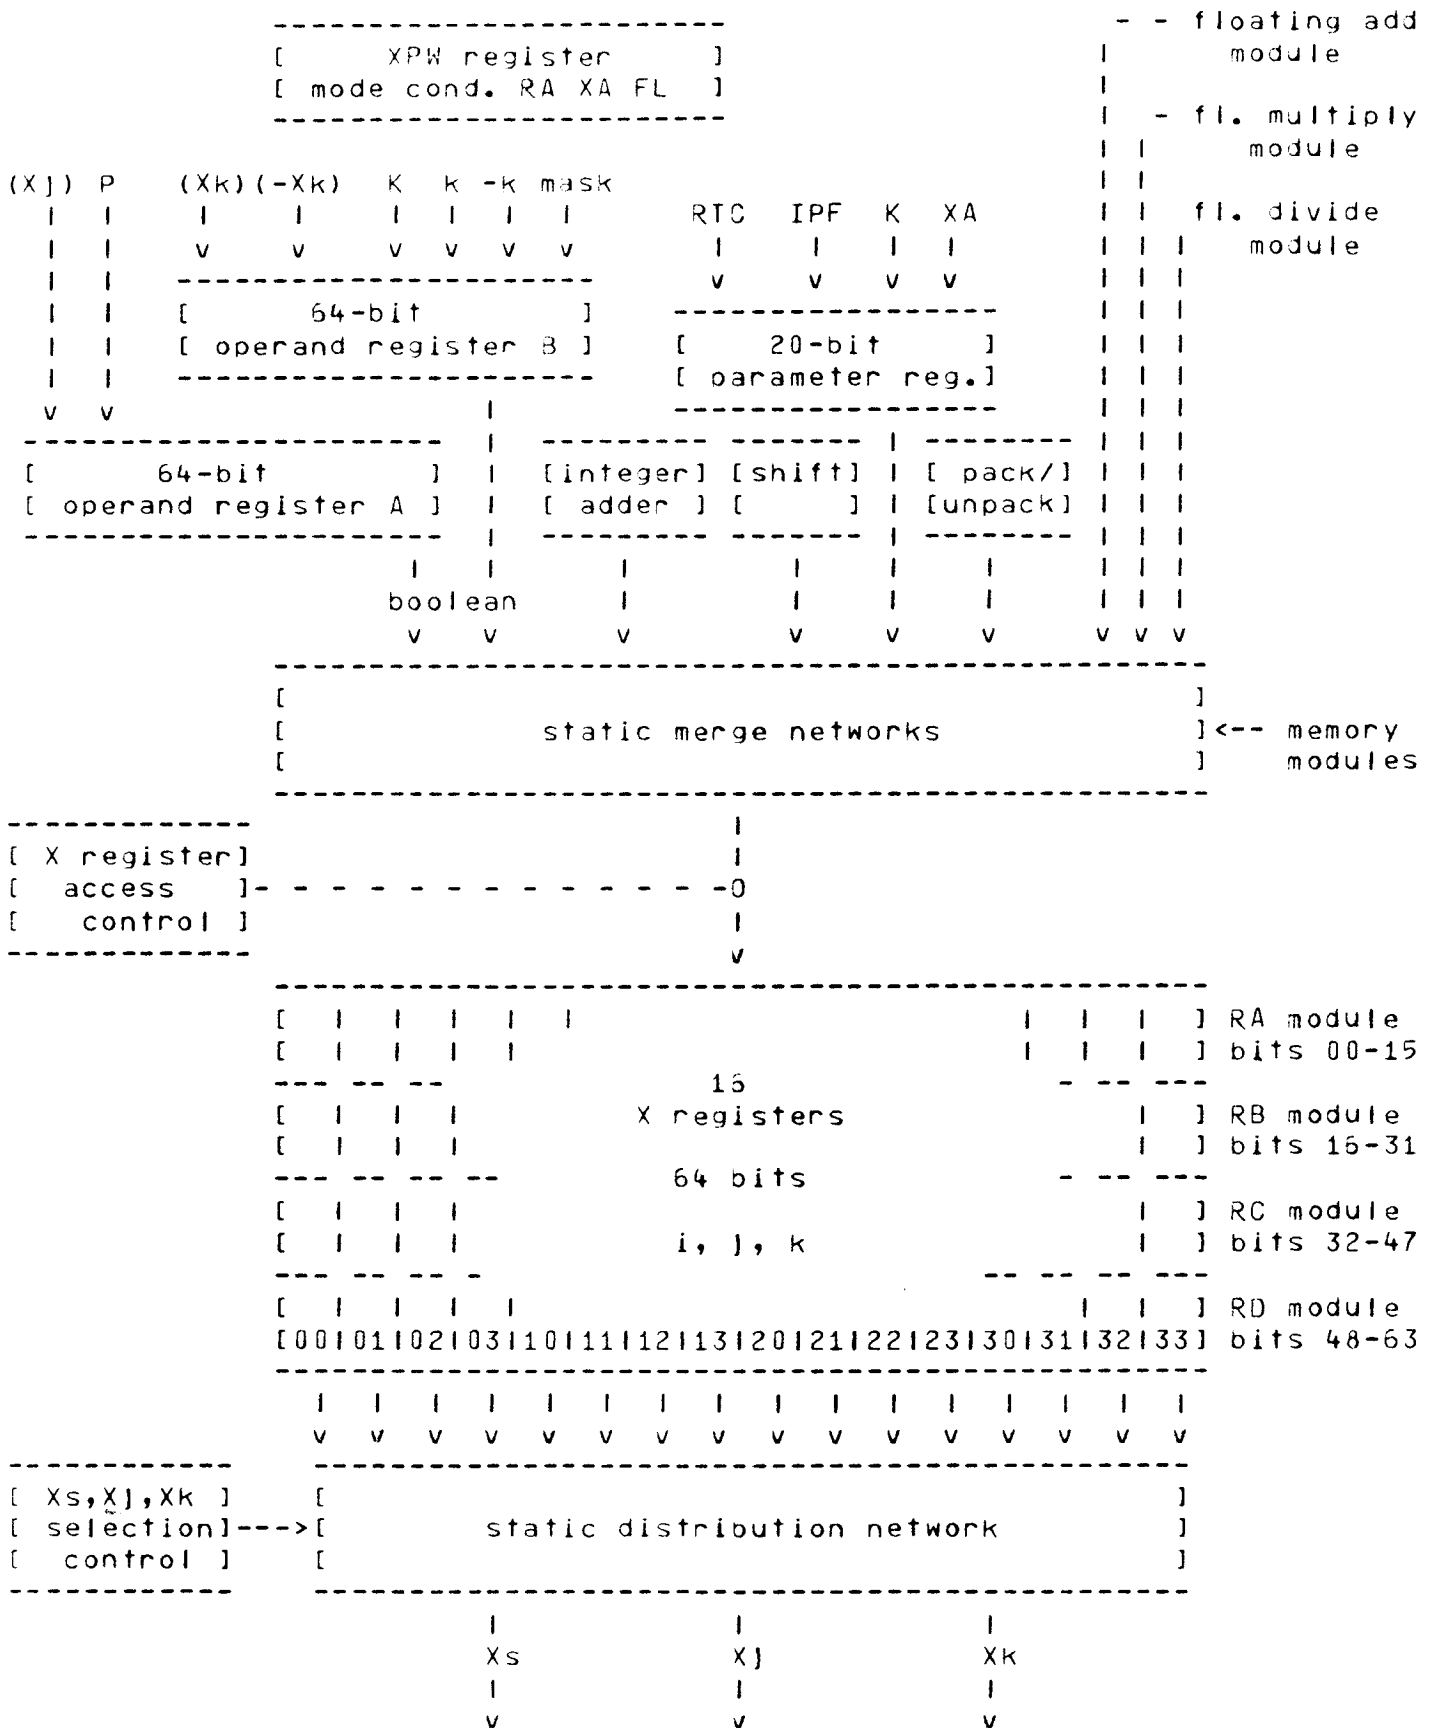 - - floating add
[ XPW register ] module
[ mode cond. RA XA FL ]
- fl. multiply
module
(Xj) P (Xk)(-Xk) K k -k mask
RTC IPF K XA fl. divide
module
[ 64-bit ]
[ operand register B ] [ 20-bit ]
[ parameter reg.]
[ 64-bit ] [integer] [shift] [ pack/]
[ operand register A ] [ adder ] [ ] [unpack]
boolean
[ ]
[ static merge networks ]<-- memory
[ ] modules
[ X register]
[ access ]- - - - - - - - - - - - -O
[ control ]
[ | | | | | | | | ] RA module
[ | | | | | | | ] bits 00-15
16
[ | | | X registers | ] RB module
[ | | | | ] bits 16-31
64 bits
[ | | | | ] RC module
[ | | | i, j, k | ] bits 32-47
[ | | | | | | ] RD module
[00|01|02|03|10|11|12|13|20|21|22|23|30|31|32|33] bits 48-63
[ Xs,Xj,Xk ] [ ]
[ selection]--->[ static distribution network ]
[ control ] [ ]
Xs Xj Xk